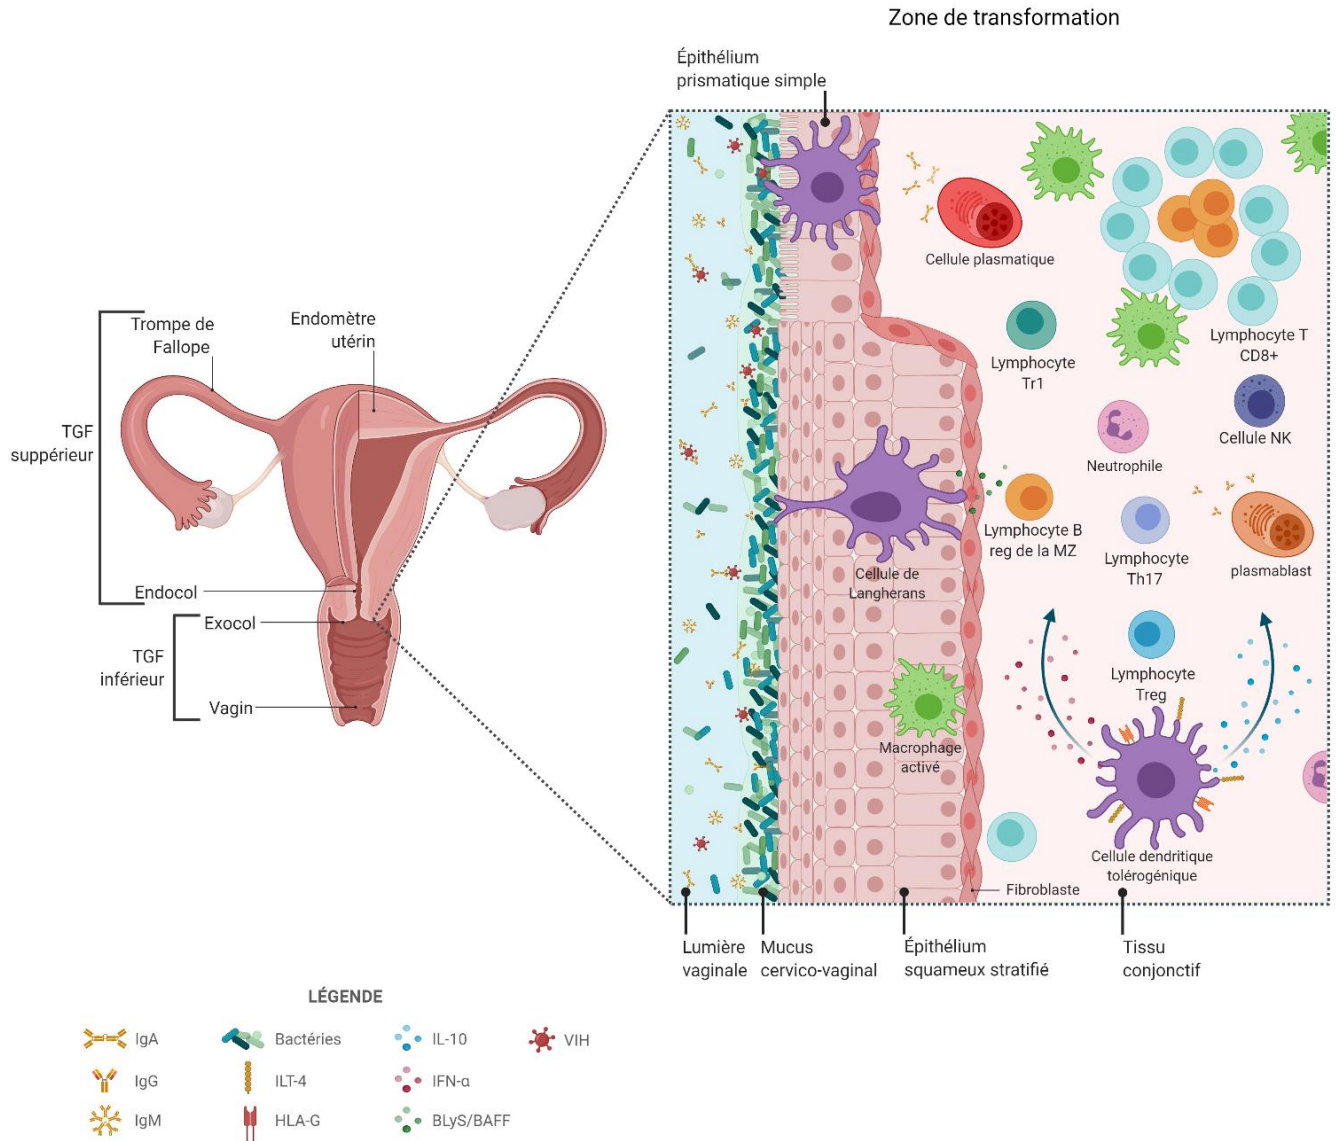 Zone de transformation
Épithélium
prismatique simple
Cellule plasmatique
Lymphocyte T
CD8+
Lymphocyte
Tr1
Cellule NK
Neutrophile
Lymphocyte B
reg de la MZ
Lymphocyte
Th17
plasmablast
Cellule de
Langherans
Lymphocyte
Treg
Macrophage
activé
Cellule dendritique
tolérogénique
Fibroblaste
Lumière
vaginale
Mucus
cervico-vaginal
Épithélium
squameux stratifié
Tissu
conjonctif
Trompe de
Fallope
Endomètre
utérin
TGF
suppérieur
Endocol
Exocol
TGF
inférieur
Vagin
LÉGENDE
IgA
Bactéries
IL-10
VIH
IgG
ILT-4
IFN-α
IgM
HLA-G
BLyS/BAFF